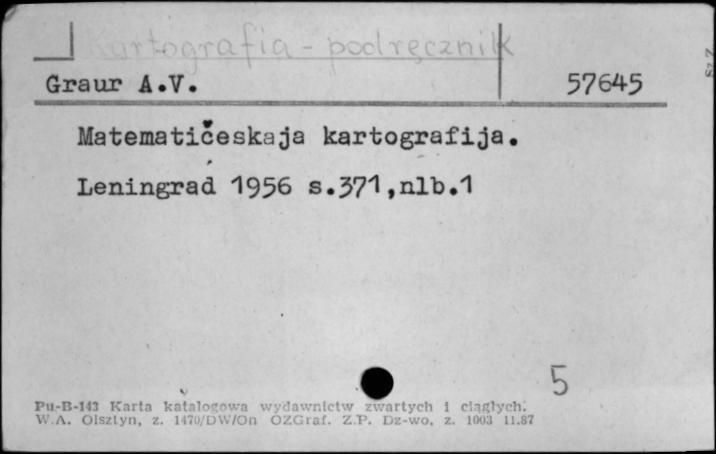 Kartografia - podręcznik
Graur A.V. 57645
Matematičeskaja kartografija.
Leningrad 1956 s.371,nlb.1
5
Pu-B-143 Karta katalogowa wydawnictw zwartych i ciągłych.
W.A. Olsztyn, z. 1470/DW/On OZGraf. Z.P. Dz-wo, z. 1003 11.87